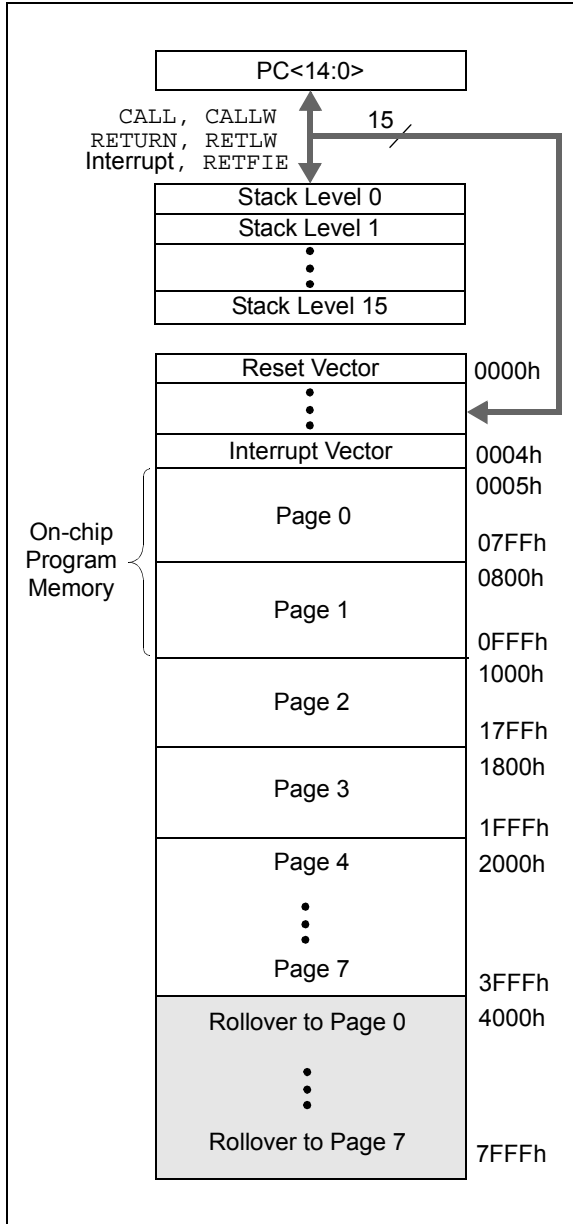 PC<14:0>
CALL, CALLW
RETURN, RETLW
Interrupt, RETFIE
15
Stack Level 0
Stack Level 1
Stack Level 15
Reset Vector
0000h
Interrupt Vector
0004h
On-chip
Program
Memory
0005h
Page 0
07FFh
0800h
Page 1
0FFFh
1000h
Page 2
17FFh
1800h
Page 3
1FFFh
Page 4
2000h
Page 7
3FFFh
Rollover to Page 0
4000h
Rollover to Page 7
7FFFh